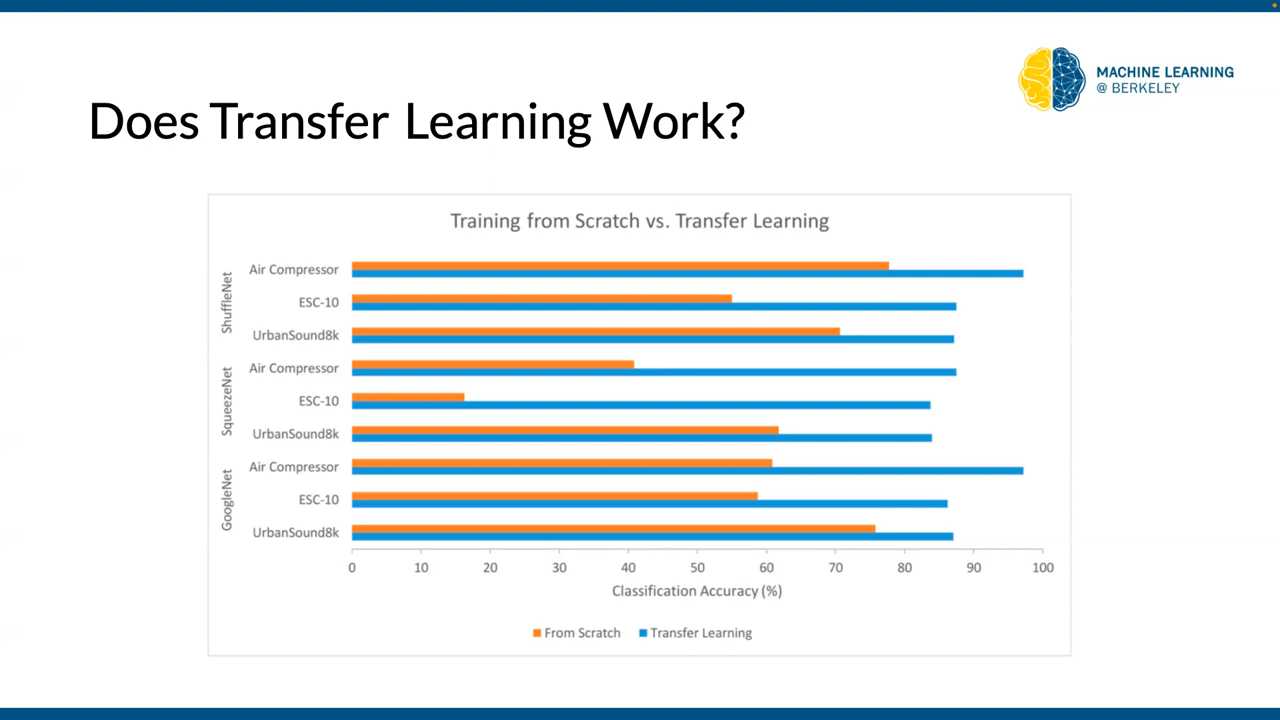 MACHINE LEARNING
@ BERKELEY
Does Transfer Learning Work?
Training from Scratch vs. Transfer Learning
ShuffleNet
Air Compressor
ESC-10
UrbanSound8k
SqueezeNet
Air Compressor
ESC-10
UrbanSound8k
GoogleNet
Air Compressor
ESC-10
UrbanSound8k
0 10 20 30 40 50 60 70 80 90 100
Classification Accuracy (%)
From Scratch Transfer Learning